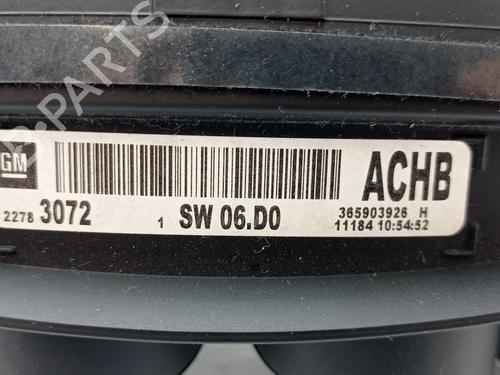 B-PARTS
GM
ACHB
2278 3072 1 SW 06.D0
365903926 H
11184 10:54:52